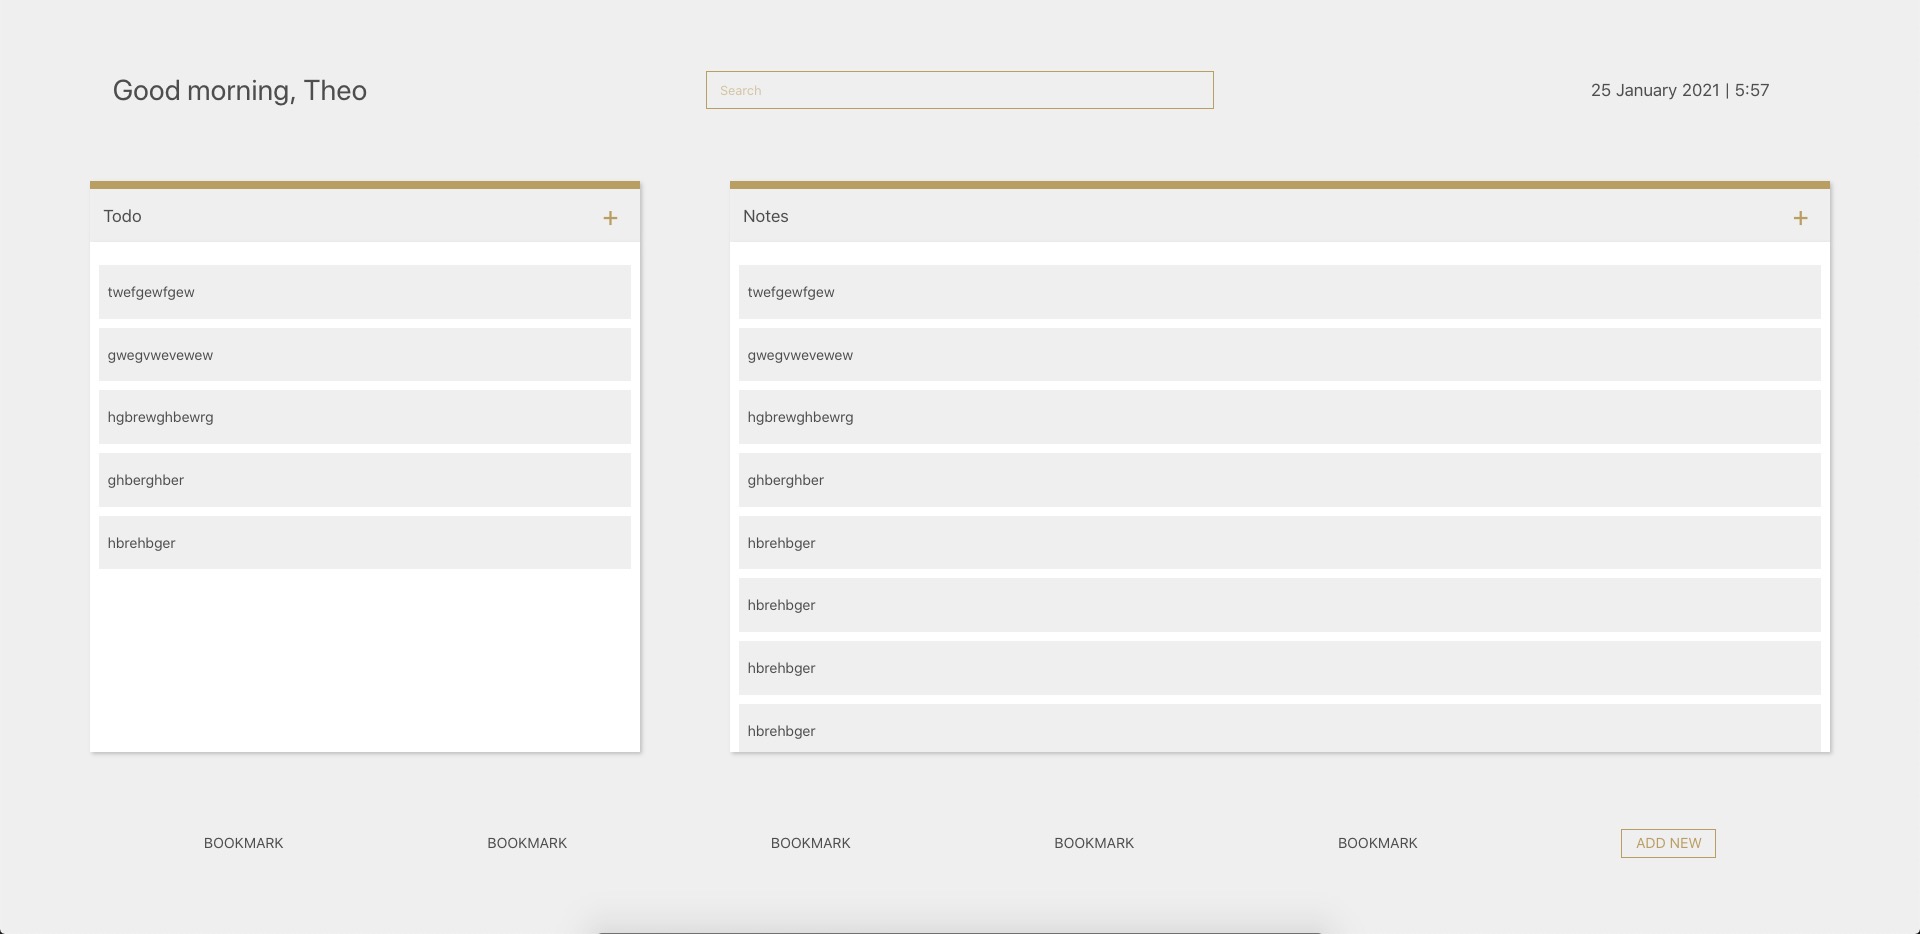 Good morning, Theo
Search
25 January 2021 | 5:57
Todo
+
twefgewfgew
gwegvwevewew
hgbrewghbewrg
ghberghber
hbrehbger
Notes
+
twefgewfgew
gwegvwevewew
hgbrewghbewrg
ghberghber
hbrehbger
hbrehbger
hbrehbger
hbrehbger
BOOKMARK
BOOKMARK
BOOKMARK
BOOKMARK
BOOKMARK
ADD NEW